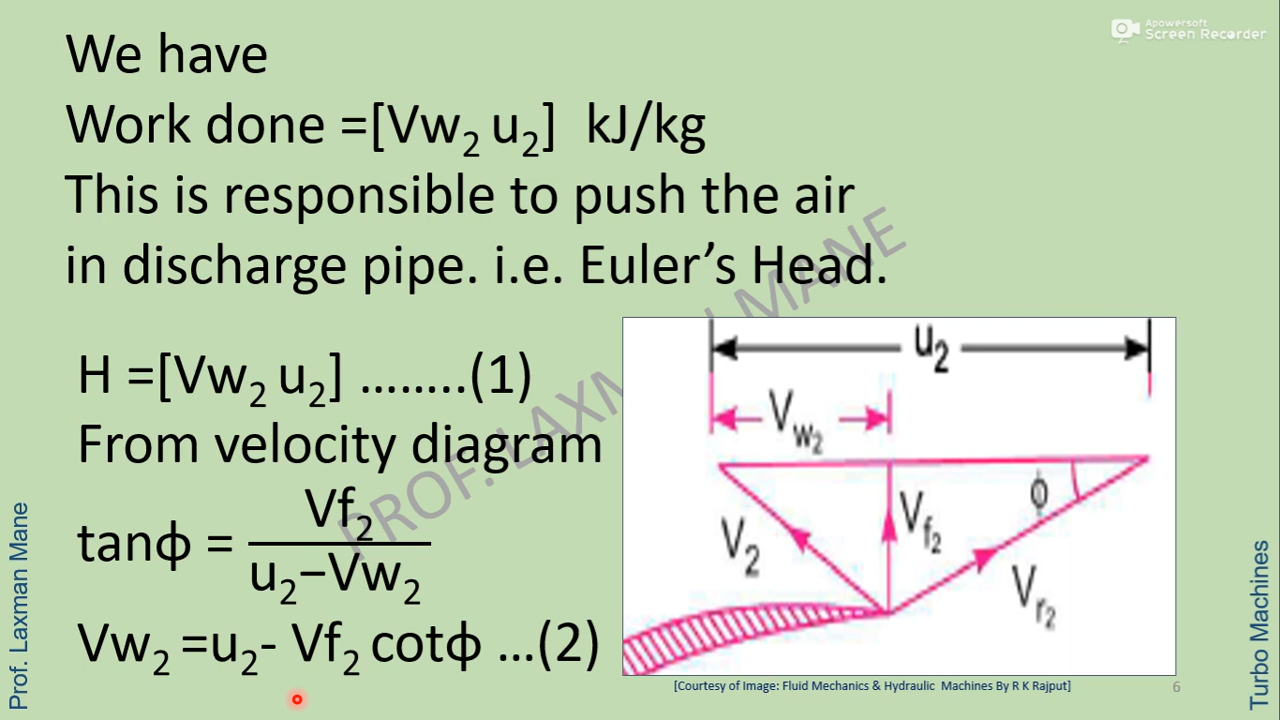 Apowersoft
Screen Recorder
We have
Work done =[Vw₂ u₂] kJ/kg
This is responsible to push the air
in discharge pipe. i.e. Euler’s Head.
H =[Vw₂ u₂] ........(1)
From velocity diagram
tanϕ = Vf₂ / u₂−Vw₂
Vw₂ =u₂- Vf₂ cotϕ ...(2)
PROF. LAXMAN MANE
u₂
V_w₂
ϕ
V_f₂
V₂
V_r₂
[Courtesy of Image: Fluid Mechanics & Hydraulic Machines By R K Rajput]
6
Prof. Laxman Mane
Turbo Machines